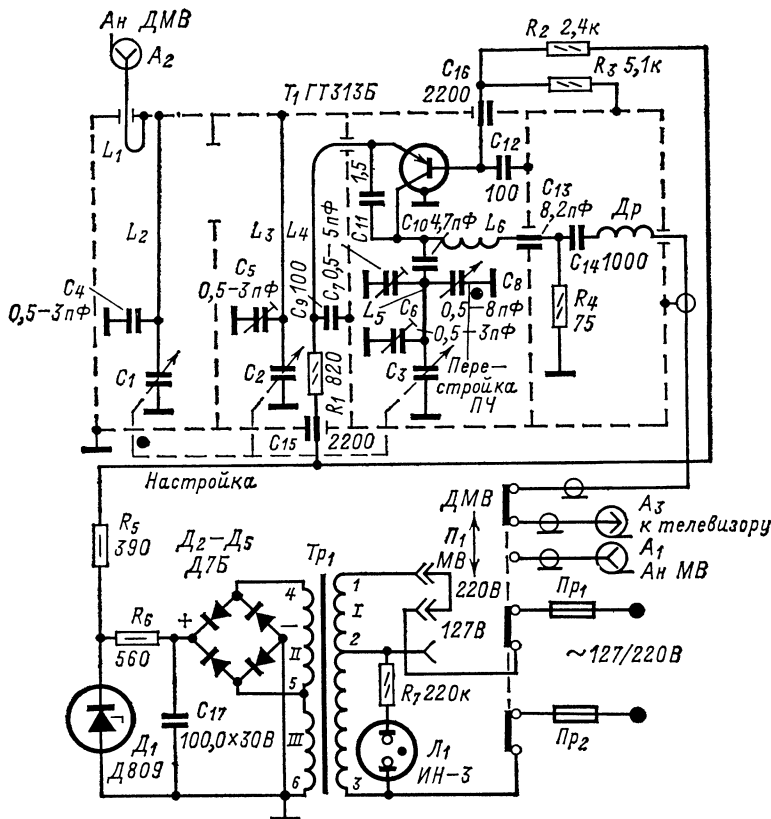 Ан ДМВ
А2
R2 2,4к
R3 5,1к
C16
2200
Т1 ГТ313Б
L1
C12
100
1,5
C11
C13
8,2пФ
Др
C10 4,7пФ
L6
C14 1000
L2
L3
L4
C4
0,5-3пФ
C5
0,5-3пФ
C9 100
C7 0,5-5пФ
L5
C8
0,5-8пФ
C6
0,5-3пФ
R4
75
C1
C2
R1 820
C3
Пере-
стройка
ПЧ
C15
2200
Настройка
ДМВ
П1
МВ
А3
к телевизору
А1
Ан МВ
R5
390
Д2-Д5
Д7Б
Тр1
1
220В
Пр1
4
I
127В
+
−
R6
560
II
2
~127/220В
5
R7 220к
C17
100,0×30В
III
Л1
ИН-3
Пр2
Д1
Д809
6
3